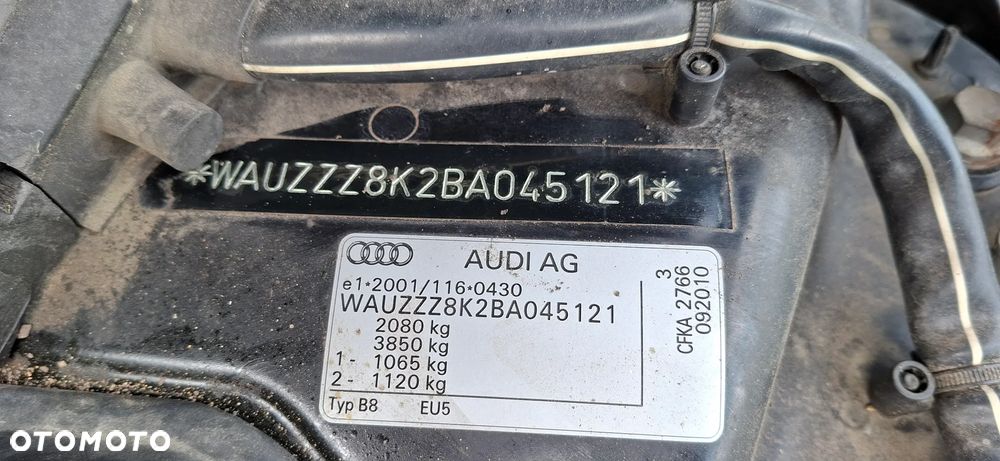 *WAUZZZ8K2BA045121*
AUDI AG
e1*2001/116*0430
WAUZZZ8K2BA045121
2080 kg
3850 kg
1 - 1065 kg
2 - 1120 kg
Typ B8 EU5
3
CFKA 2766
092010
OTOMOTO